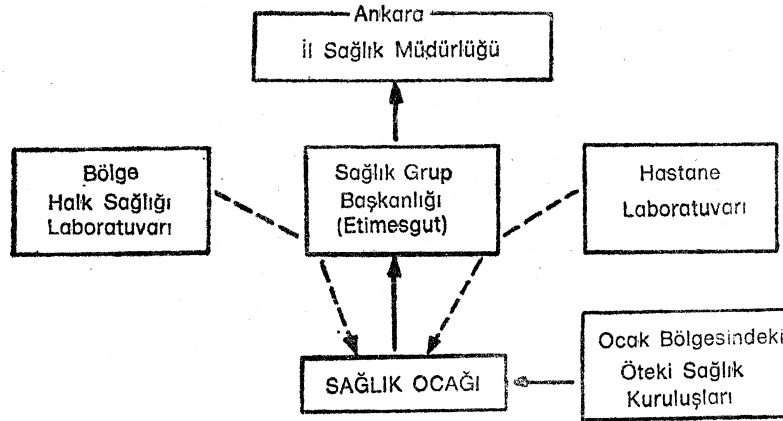 Ankara
İl Sağlık Müdürlüğü
Bölge
Halk Sağlığı
Laboratuvarı
Sağlık Grup
Başkanlığı
(Etimesgut)
Hastane
Laboratuvarı
SAĞLIK OCAĞI
Ocak Bölgesindeki
Öteki Sağlık
Kuruluşları